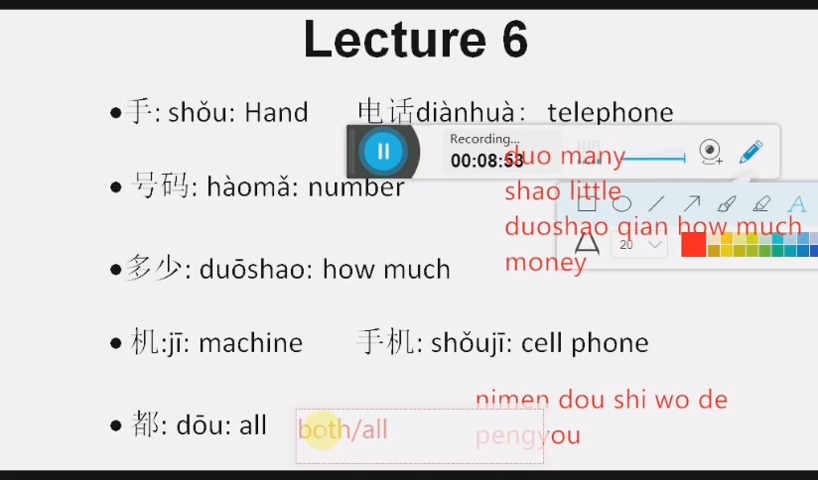 Lecture 6
•手: shǒu: Hand 电话diànhuà： telephone
Recording...
00:08:53
duo many
•号码: hàomǎ: number
shao little
duoshao qian how much
20
money
•多少: duōshao: how much
•机:jī: machine 手机: shǒujī: cell phone
nimen dou shi wo de
pengyou
•都: dōu: all
both/all